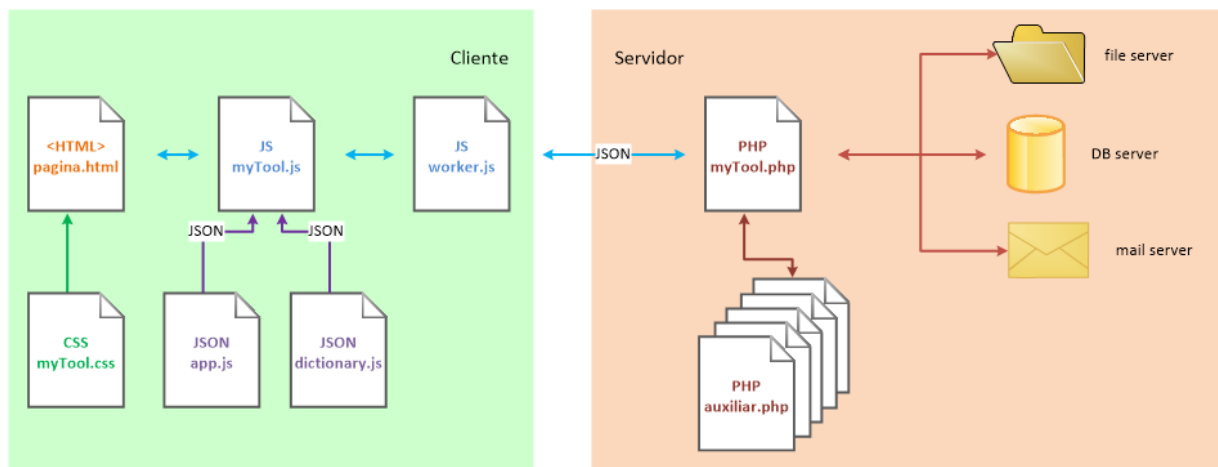 Cliente
<HTML>
pagina.html
JS
myTool.js
JS
worker.js
JSON
JSON
CSS
myTool.css
JSON
app.js
JSON
dictionary.js
JSON
Servidor
PHP
myTool.php
PHP
auxiliar.php
file server
DB server
mail server